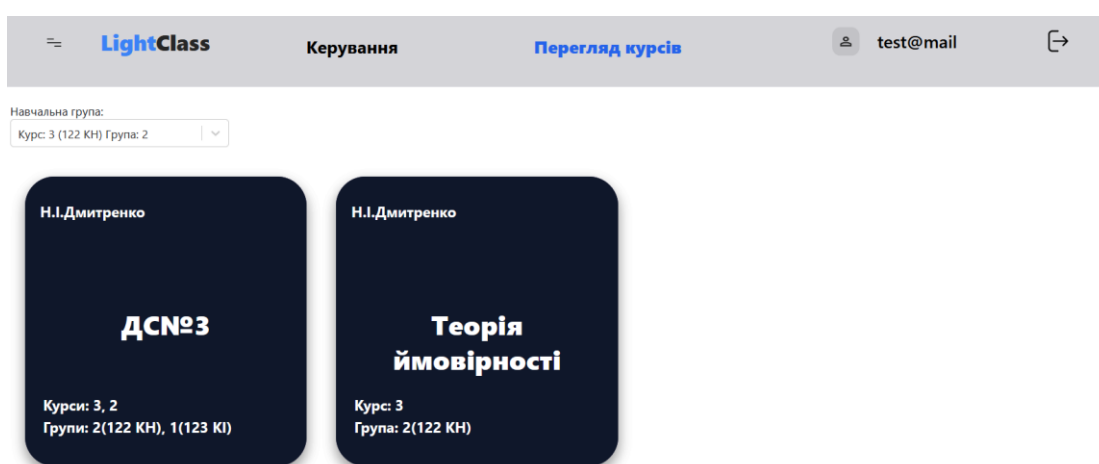 LightClass
Керування
Перегляд курсів
test@mail
Навчальна група:
Курс: 3 (122 КН) Група: 2
Н.І.Дмитренко
ДС№3
Курси: 3, 2
Групи: 2(122 КН), 1(123 КІ)
Н.І.Дмитренко
Теорія
ймовірності
Курс: 3
Група: 2(122 КН)